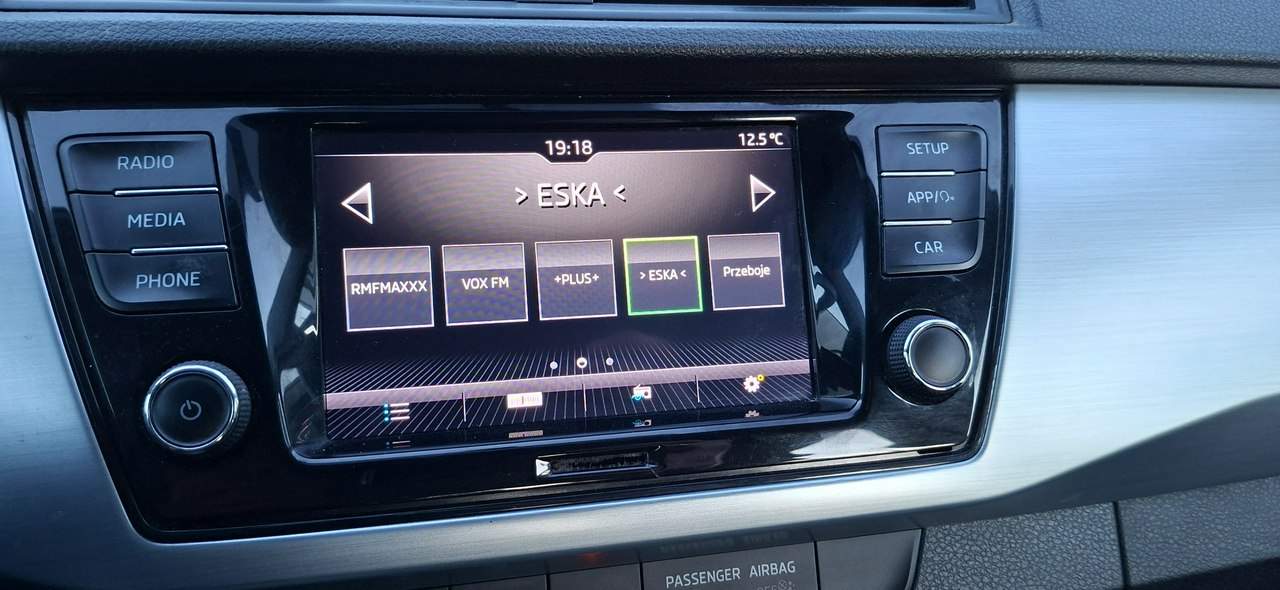 RADIO
MEDIA
PHONE
19:18
12.5 °C
> ESKA <
RMFMAXXX
VOX FM
+PLUS+
> ESKA <
Przeboje
SETUP
APP/
CAR
PASSENGER AIRBAG